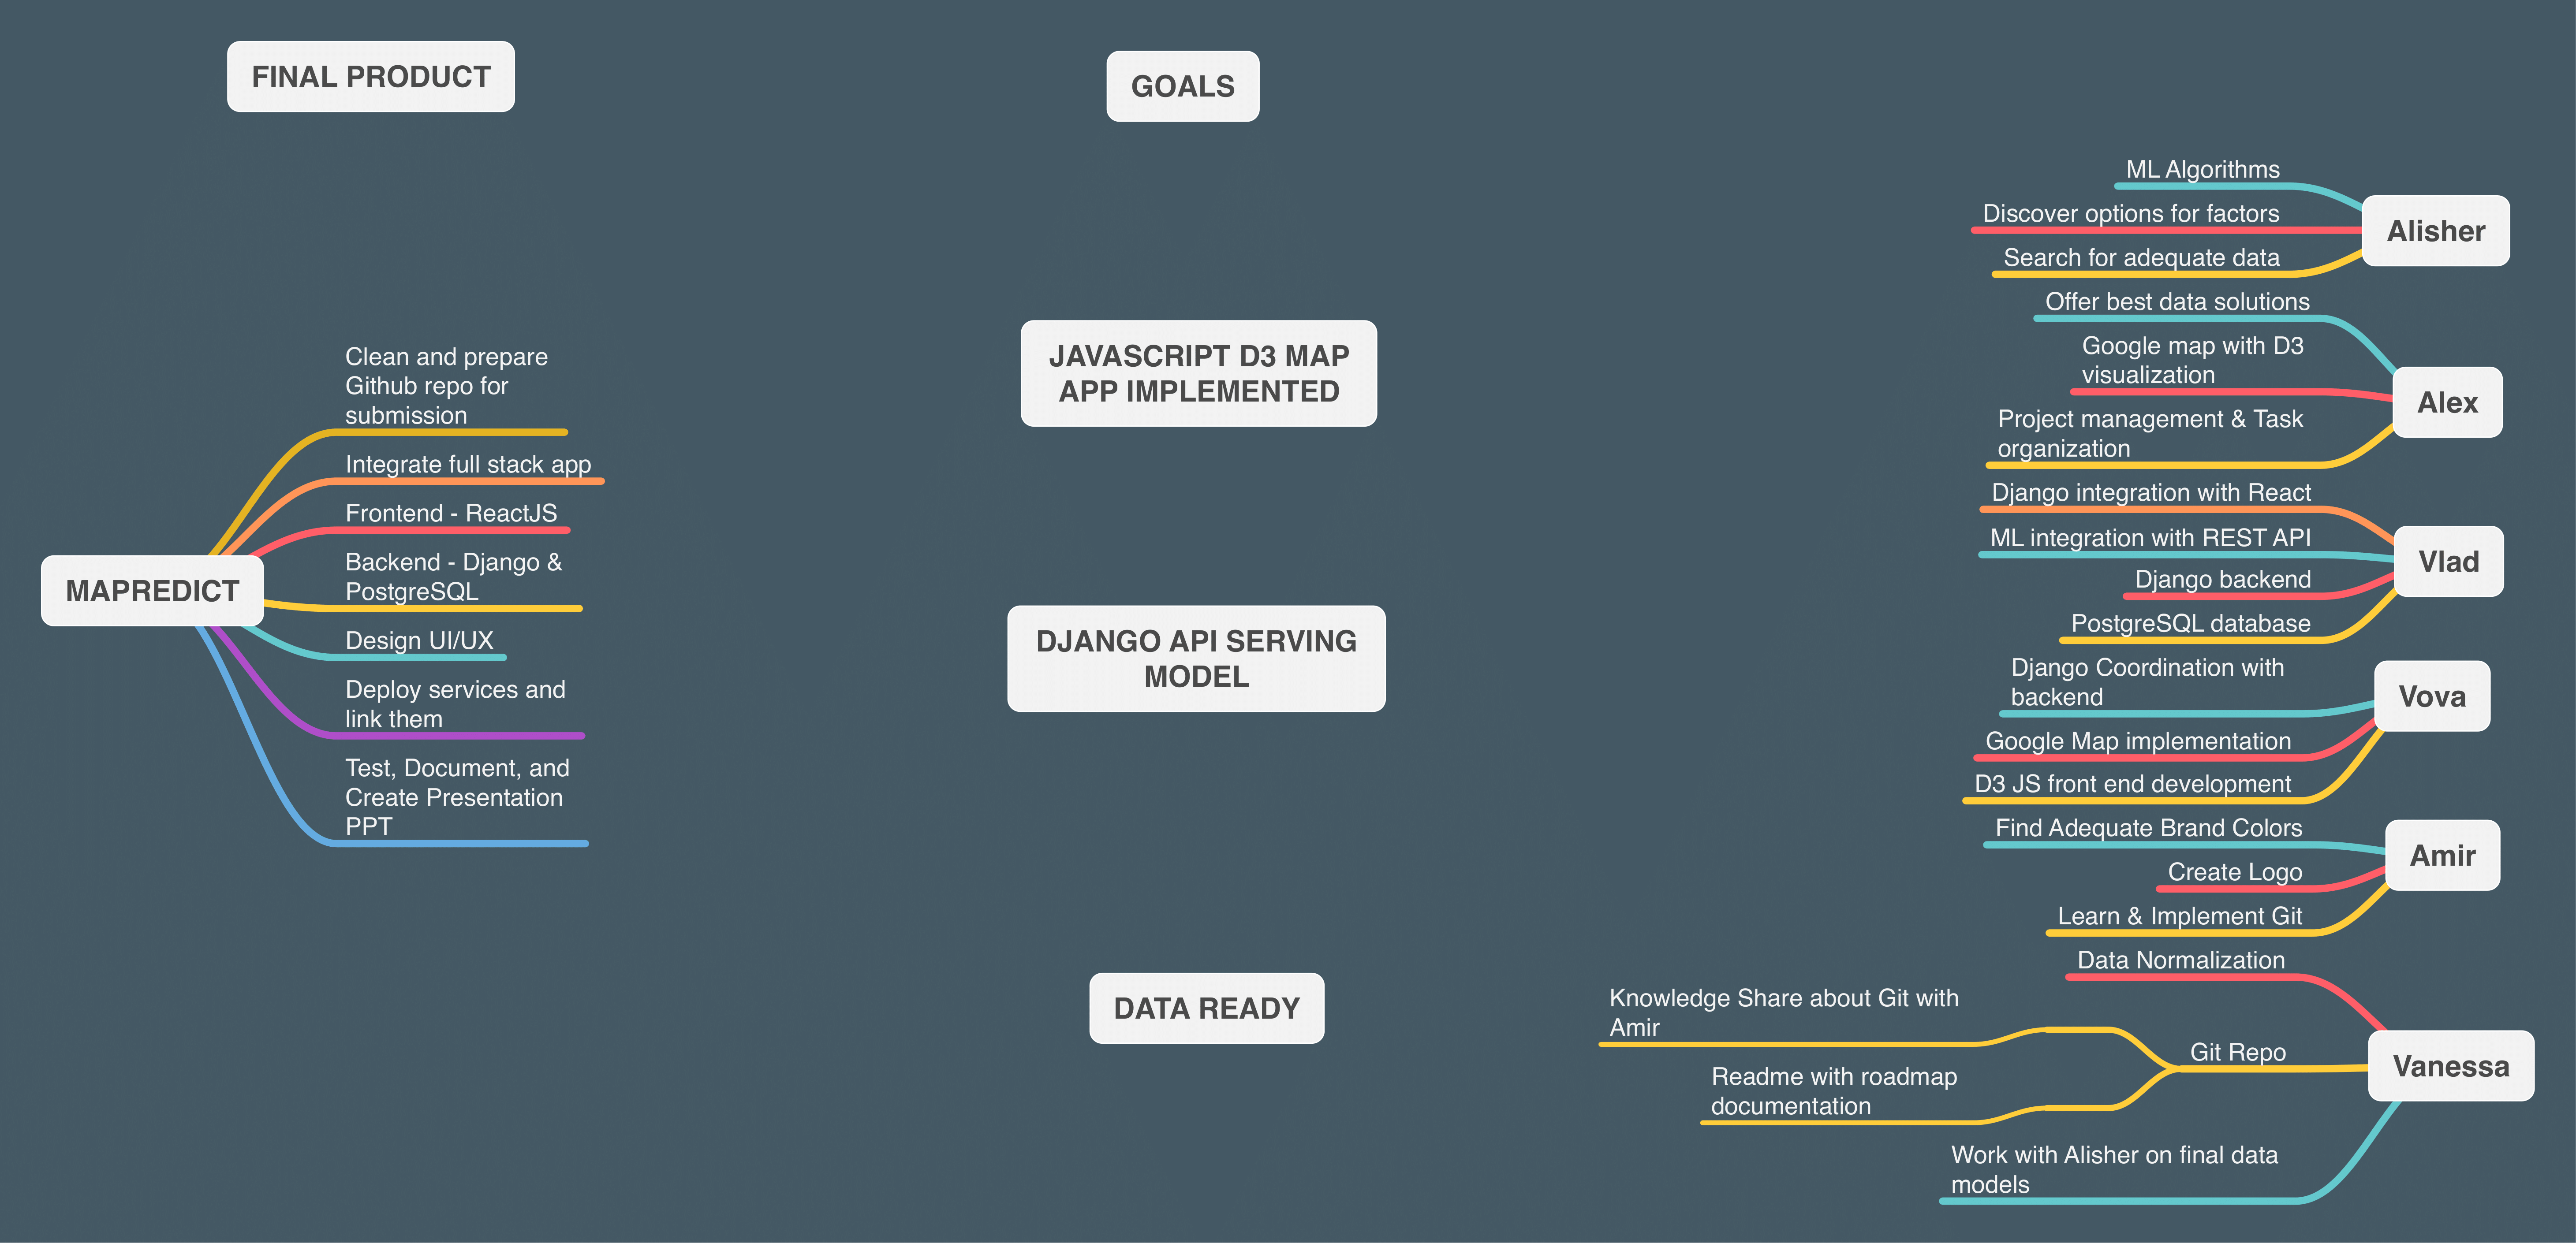 FINAL PRODUCT
MAPREDICT
Clean and prepare
Github repo for
submission
Integrate full stack app
Frontend - ReactJS
Backend - Django &
PostgreSQL
Design UI/UX
Deploy services and
link them
Test, Document, and
Create Presentation
PPT
GOALS
JAVASCRIPT D3 MAP
APP IMPLEMENTED
DJANGO API SERVING
MODEL
DATA READY
Alisher
ML Algorithms
Discover options for factors
Search for adequate data
Alex
Offer best data solutions
Google map with D3
visualization
Project management & Task
organization
Vlad
Django integration with React
ML integration with REST API
Django backend
PostgreSQL database
Vova
Django Coordination with
backend
Google Map implementation
D3 JS front end development
Amir
Find Adequate Brand Colors
Create Logo
Learn & Implement Git
Vanessa
Data Normalization
Git Repo
Knowledge Share about Git with
Amir
Readme with roadmap
documentation
Work with Alisher on final data
models